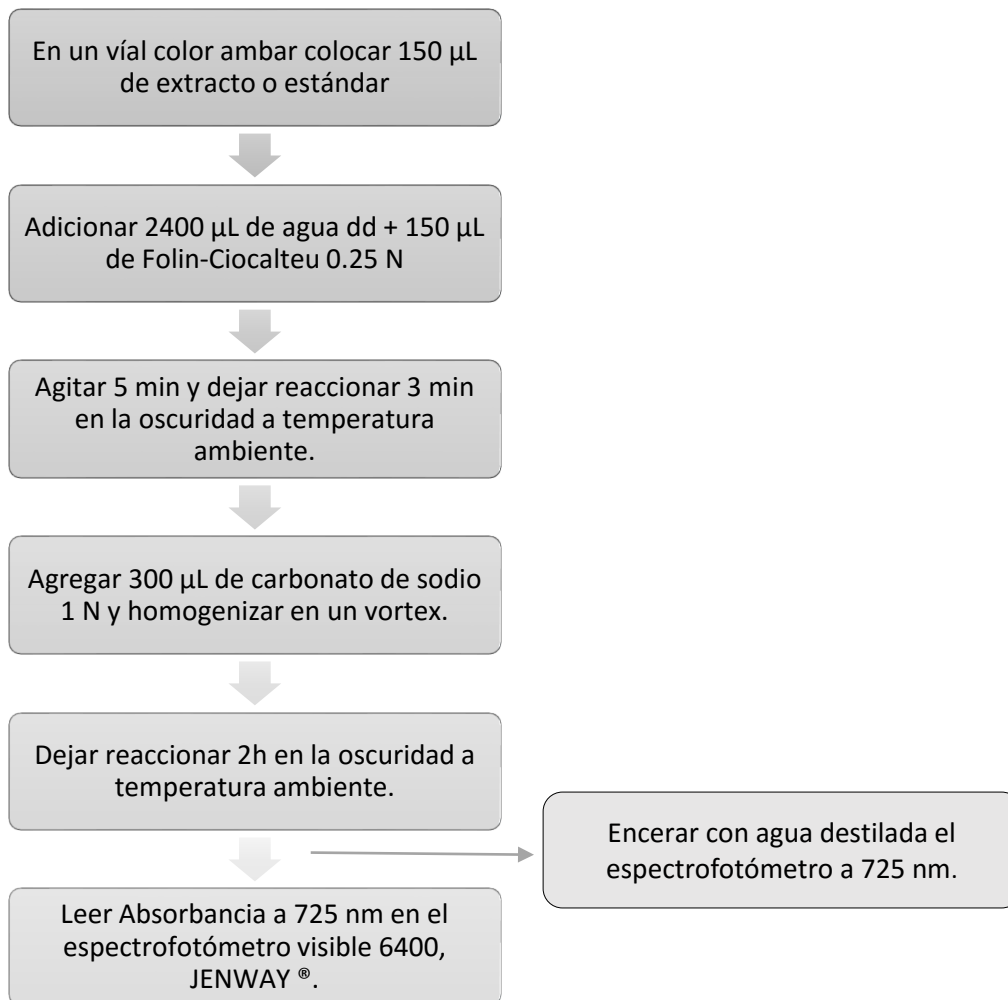 En un víal color ambar colocar 150 µL
de extracto o estándar
Adicionar 2400 µL de agua dd + 150 µL
de Folin-Ciocalteu 0.25 N
Agitar 5 min y dejar reaccionar 3 min
en la oscuridad a temperatura
ambiente.
Agregar 300 µL de carbonato de sodio
1 N y homogenizar en un vortex.
Dejar reaccionar 2h en la oscuridad a
temperatura ambiente.
Encerar con agua destilada el
espectrofotómetro a 725 nm.
Leer Absorbancia a 725 nm en el
espectrofotómetro visible 6400,
JENWAY ®.